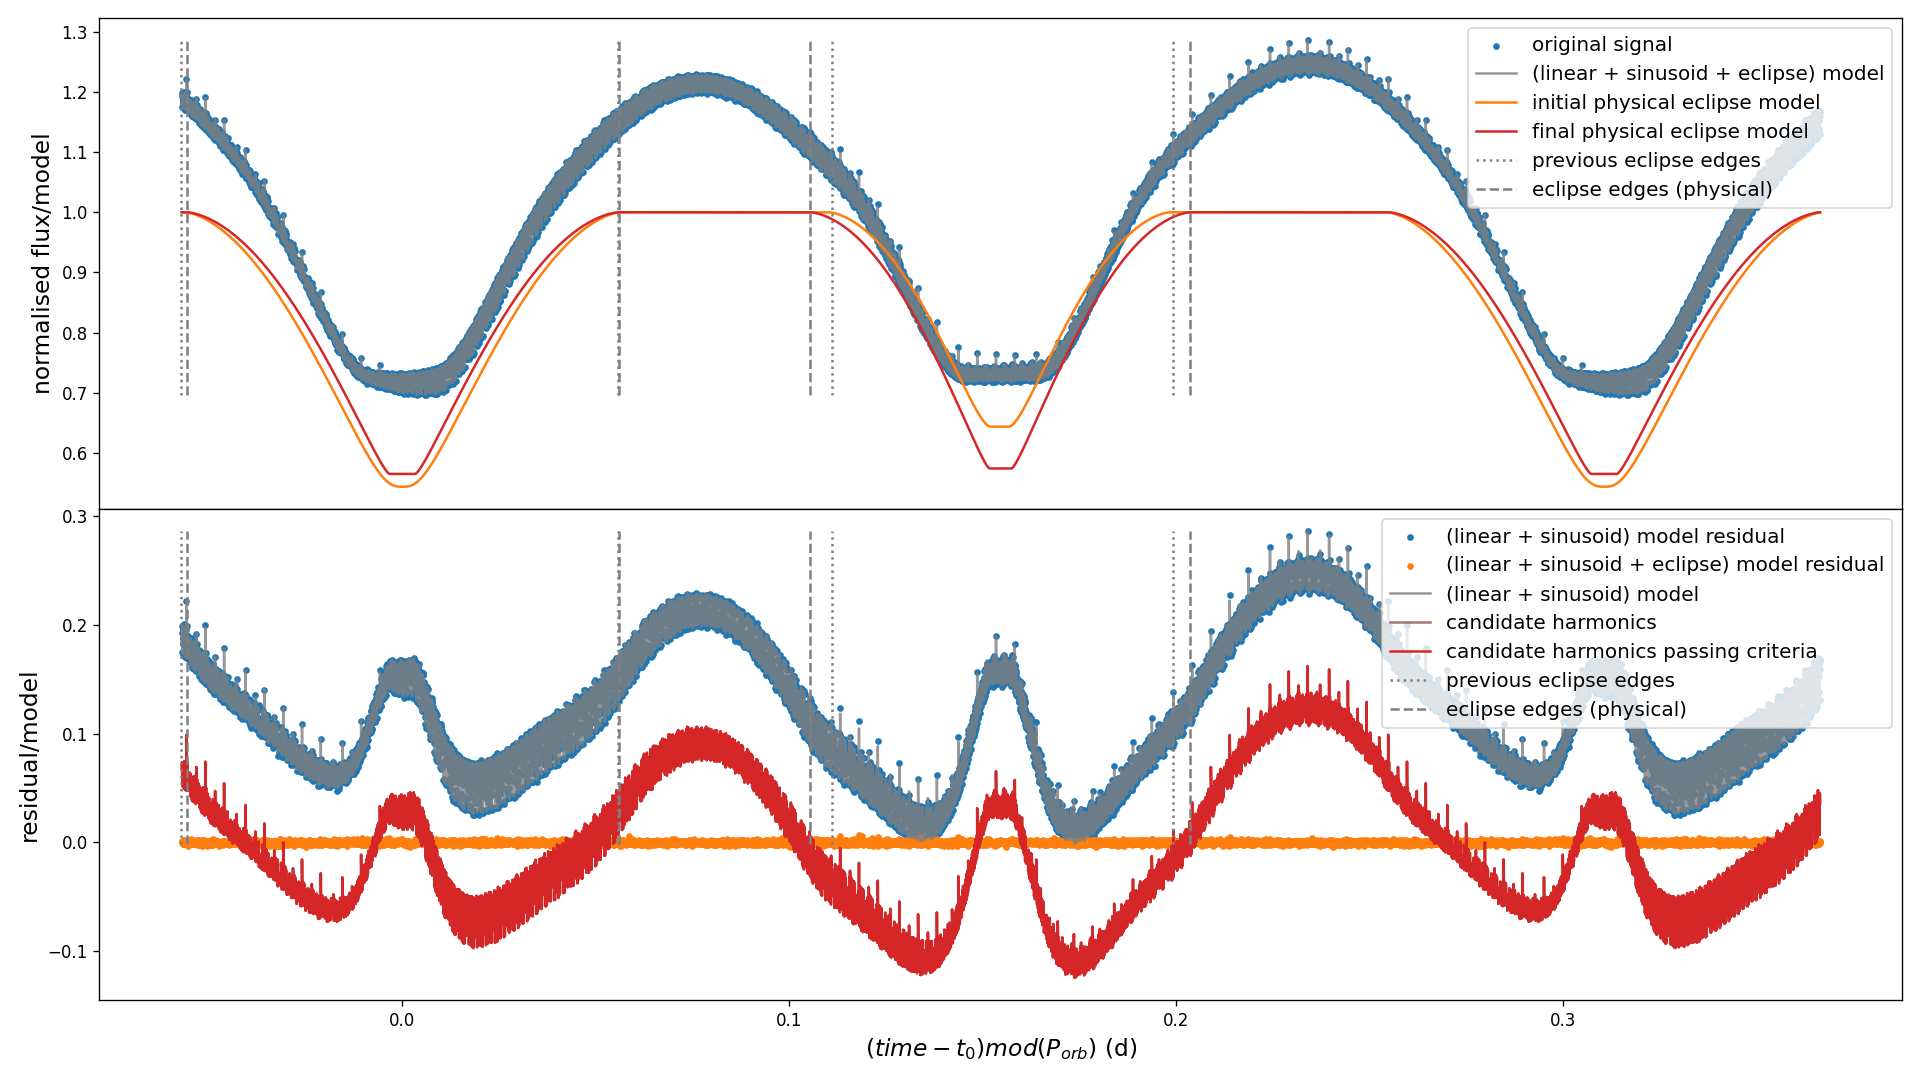 1.3
1.2
1.1
1.0
0.9
0.8
0.7
0.6
normalised flux/model
original signal
(linear + sinusoid + eclipse) model
initial physical eclipse model
final physical eclipse model
previous eclipse edges
eclipse edges (physical)
0.3
0.2
0.1
0.0
−0.1
residual/model
(linear + sinusoid) model residual
(linear + sinusoid + eclipse) model residual
(linear + sinusoid) model
candidate harmonics
candidate harmonics passing criteria
previous eclipse edges
eclipse edges (physical)
0.0 0.1 0.2 0.3
(time − t₀)mod(P_orb) (d)